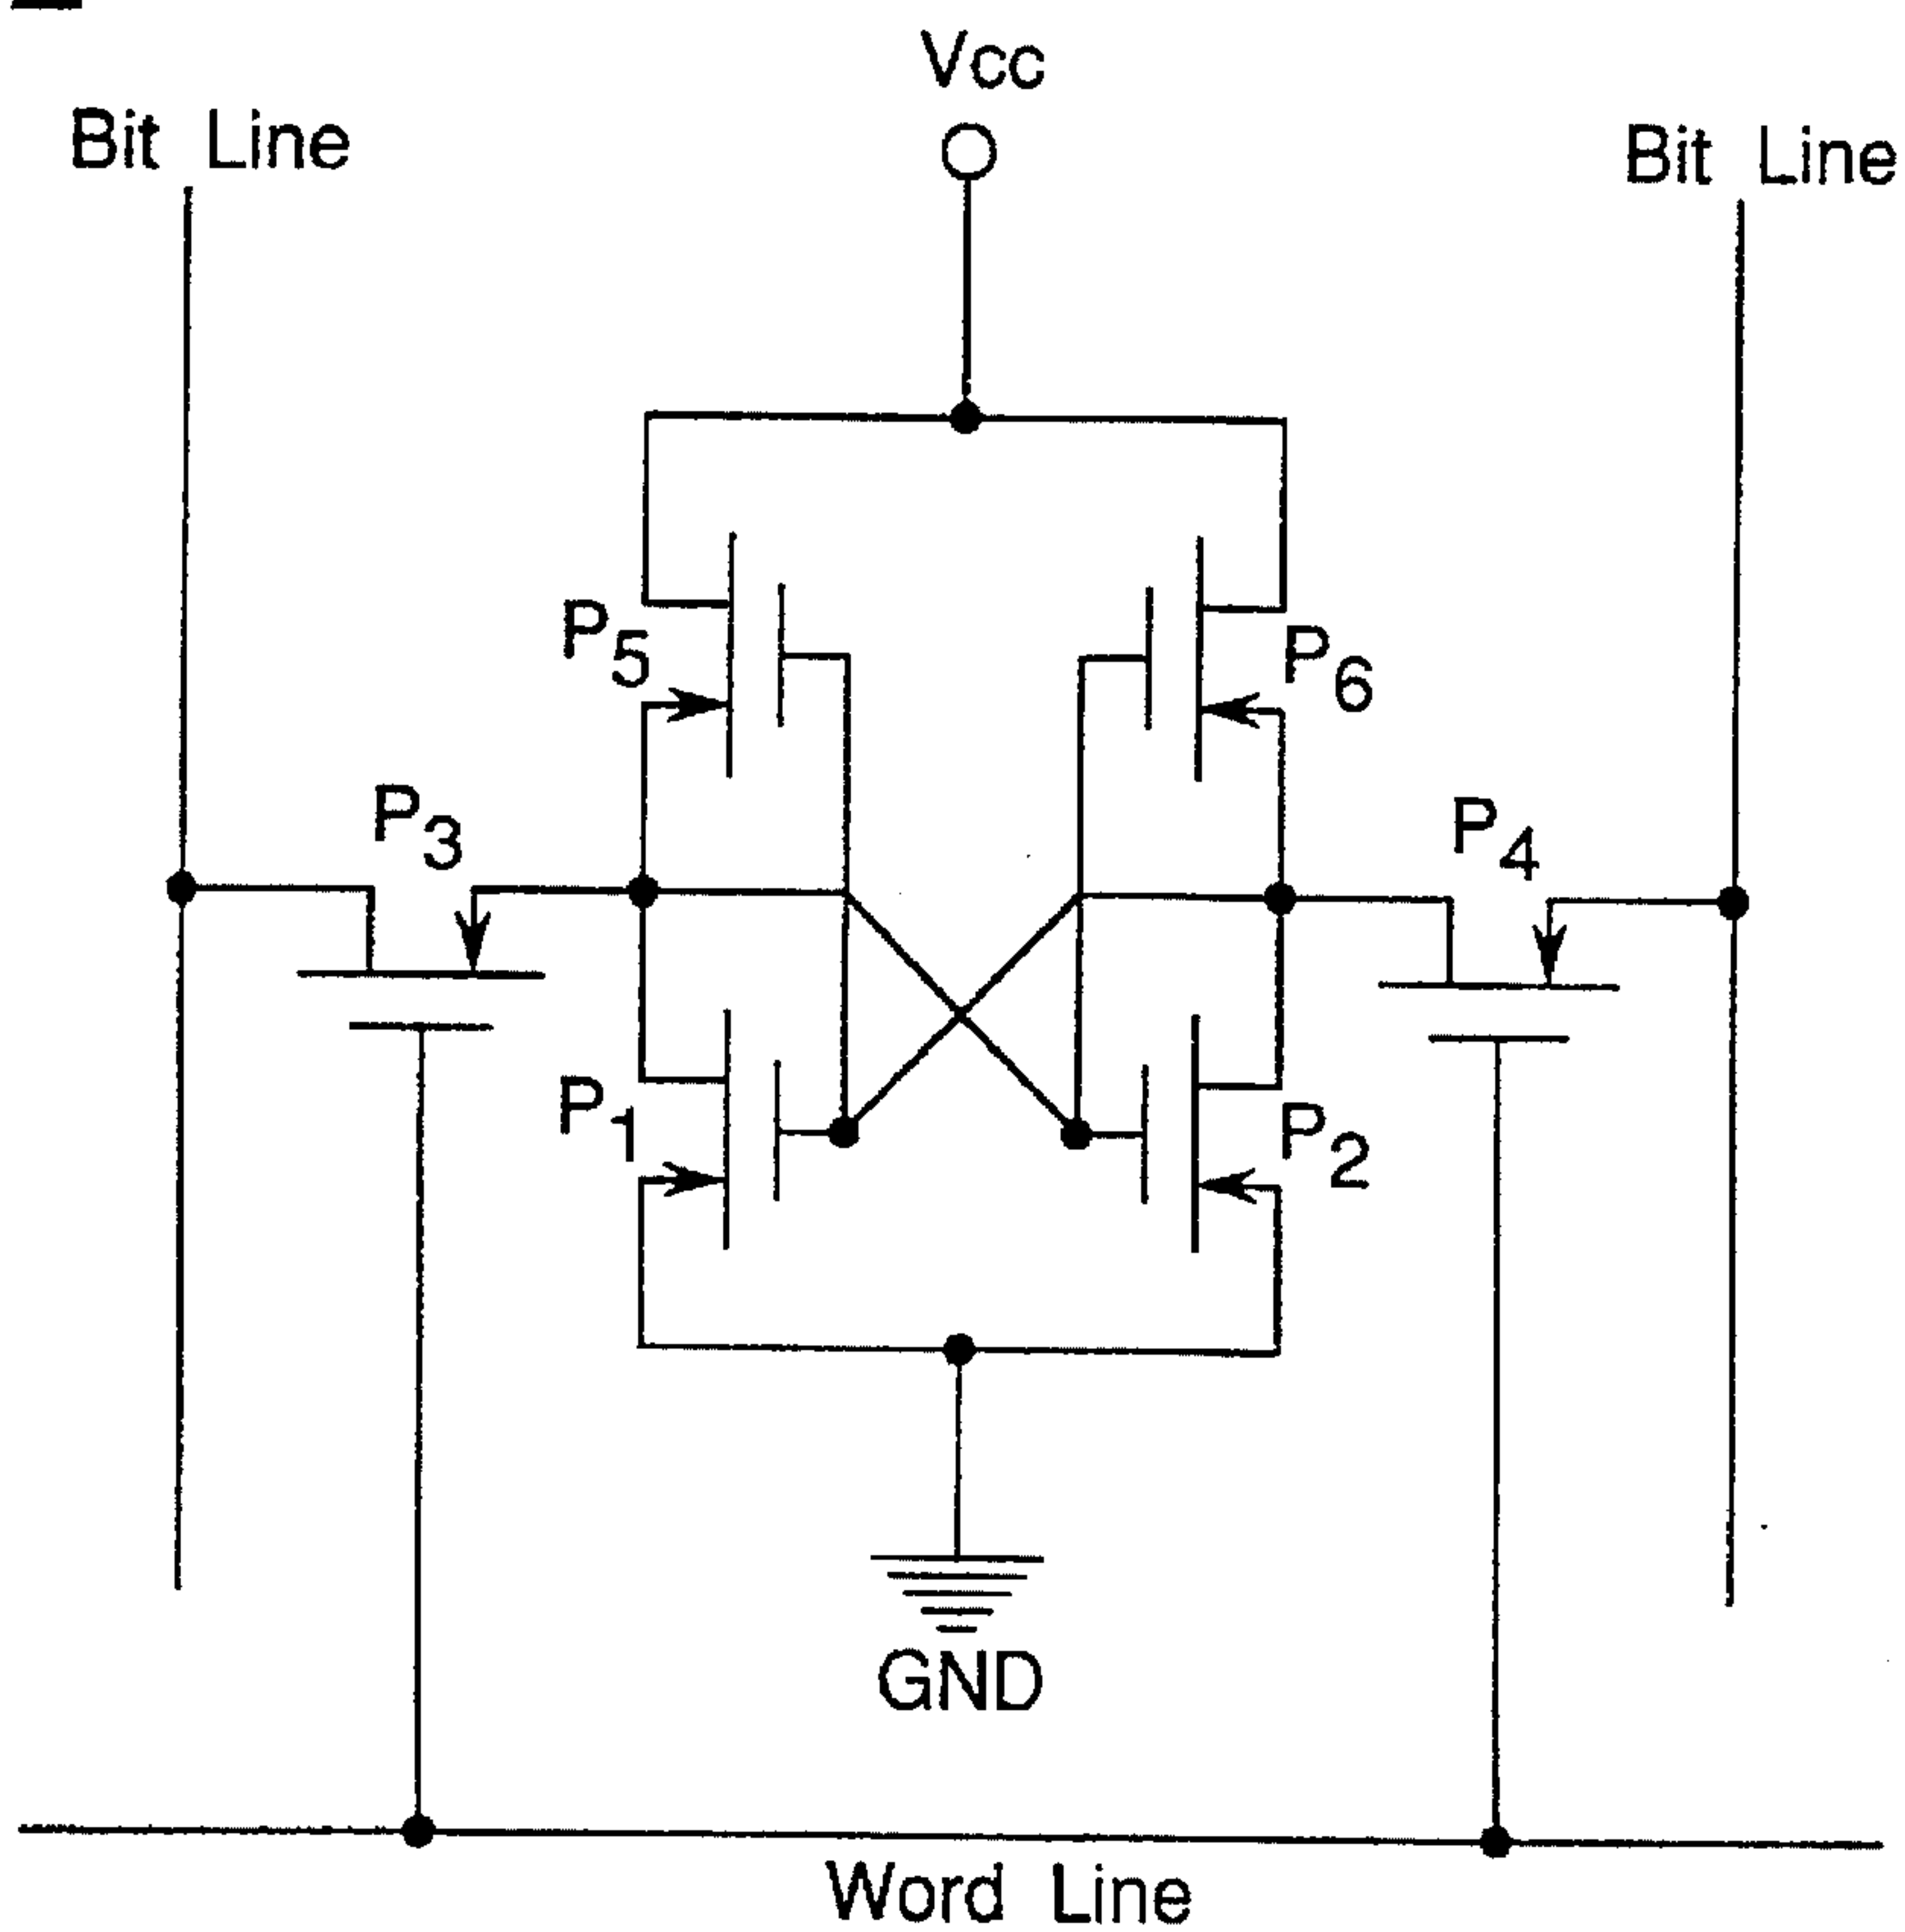 Vcc
Bit Line
Bit Line
P5
P6
P3
P4
P1
P2
GND
Word Line